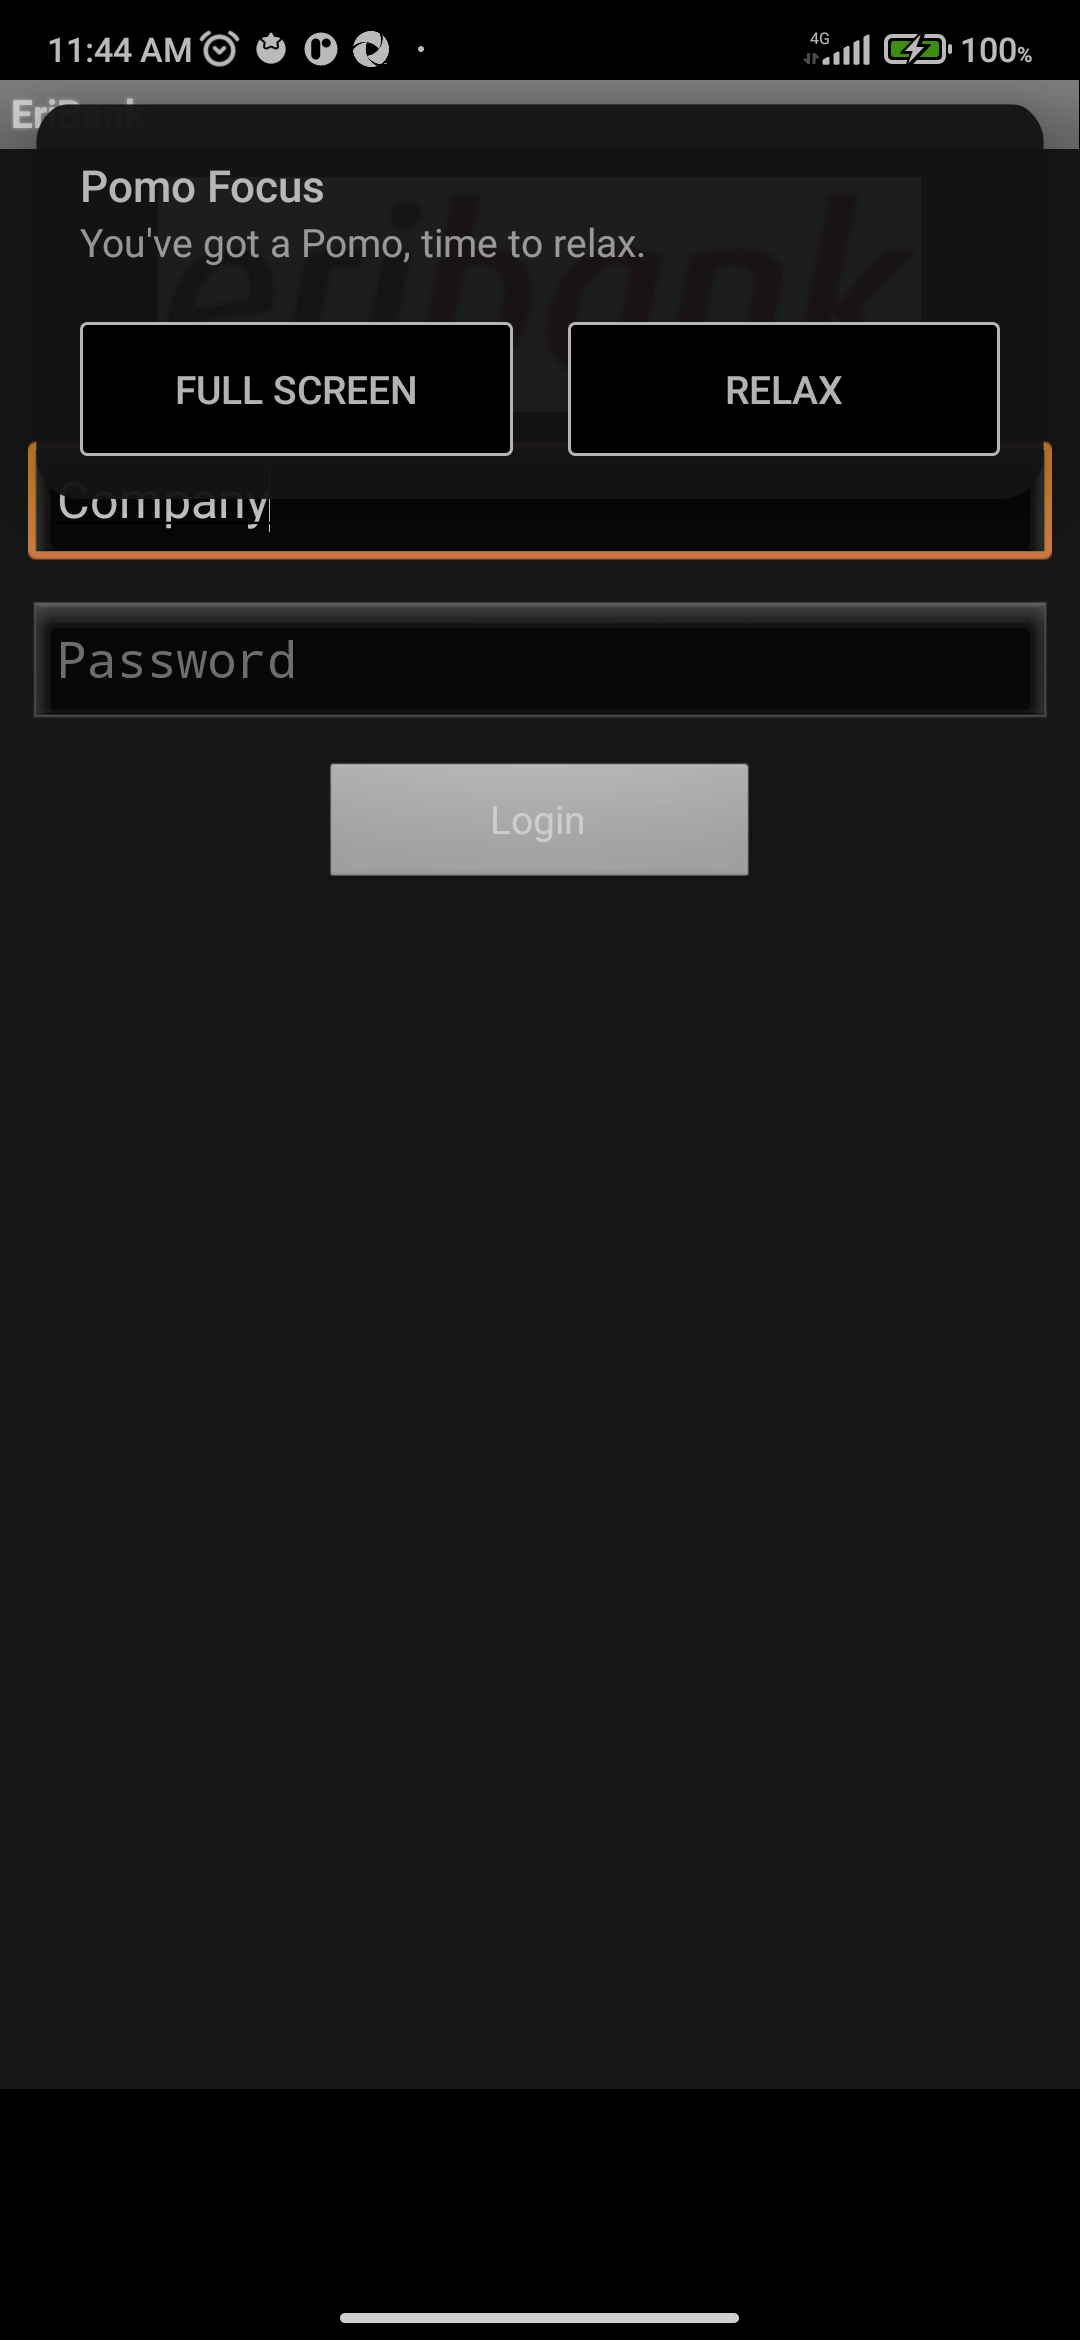 11:44 AM
4G
100%
EriBank
Pomo Focus
You've got a Pomo, time to relax.
eribank
FULL SCREEN
RELAX
Company
Password
Login